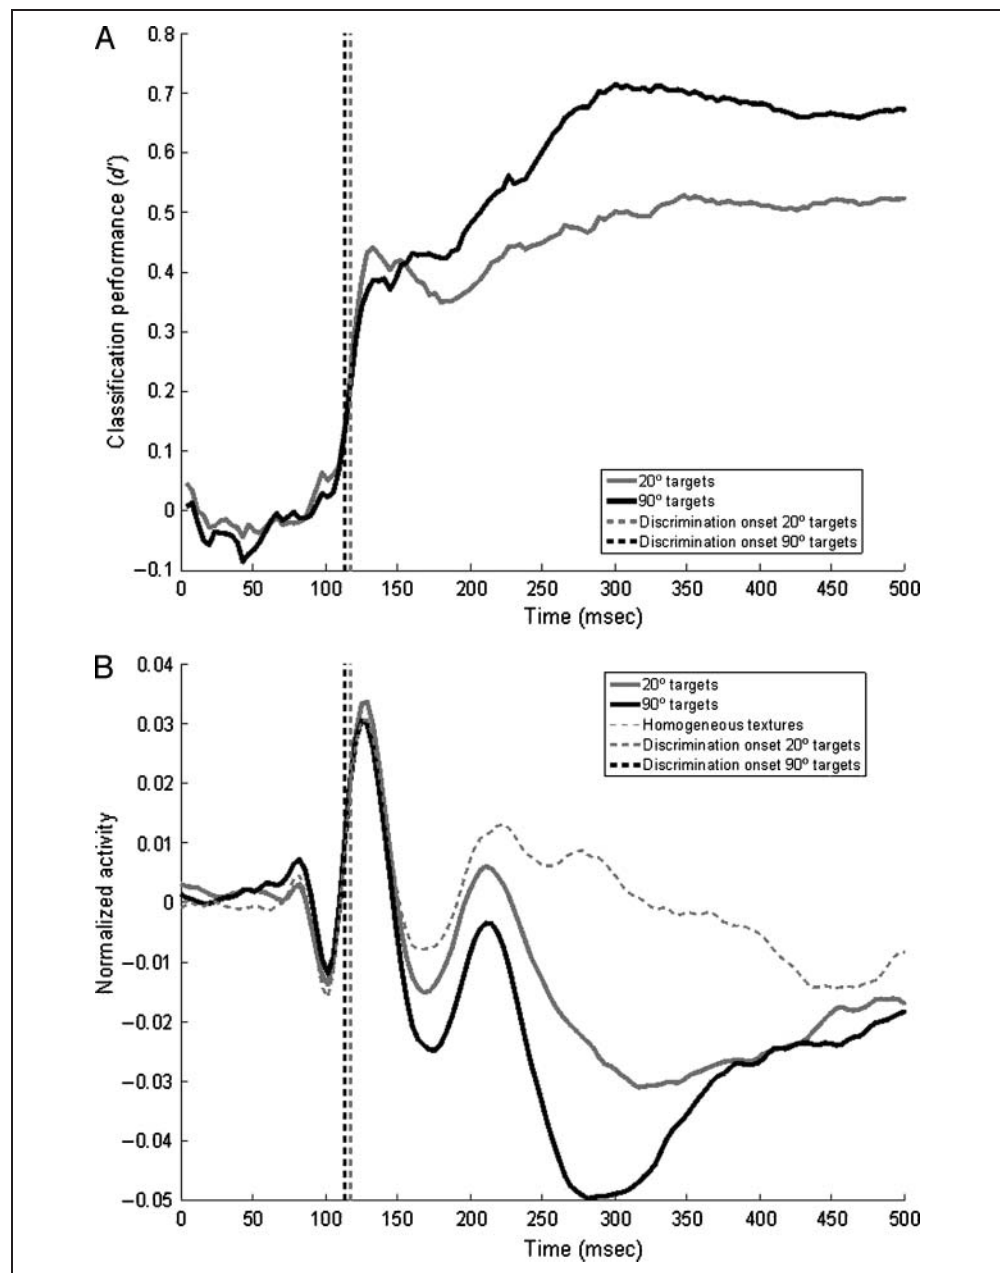 A
0.8
0.7
0.6
0.5
0.4
0.3
0.2
0.1
0
−0.1
Classification performance (d')
20º targets
90º targets
Discrimination onset 20º targets
Discrimination onset 90º targets
0 50 100 150 200 250 300 350 400 450 500
Time (msec)
B
0.04
0.03
0.02
0.01
0
−0.01
−0.02
−0.03
−0.04
−0.05
Normalized activity
20º targets
90º targets
Homogeneous textures
Discrimination onset 20º targets
Discrimination onset 90º targets
0 50 100 150 200 250 300 350 400 450 500
Time (msec)